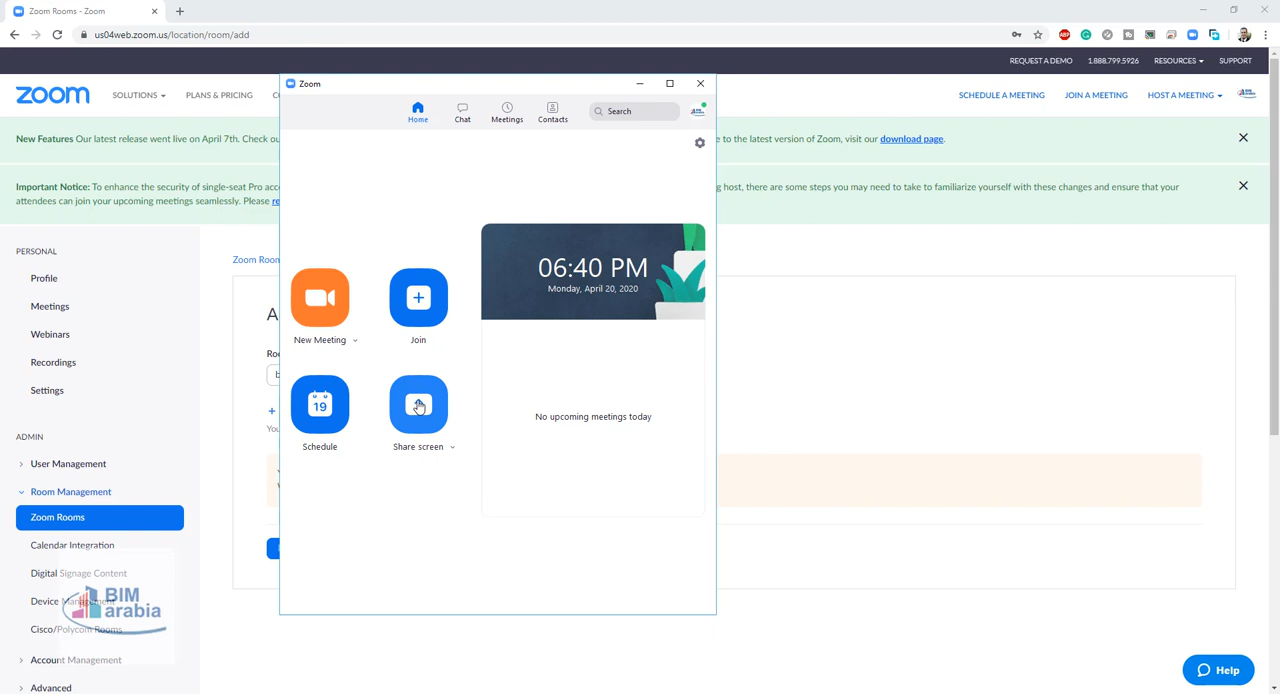 Zoom Rooms - Zoom
us04web.zoom.us/location/room/add
ABP
REQUEST A DEMO 1.888.799.5926 RESOURCES SUPPORT
zoom SOLUTIONS PLANS & PRICING SCHEDULE A MEETING JOIN A MEETING HOST A MEETING
New Features Our latest release went live on April 7th. Check ou
e to the latest version of Zoom, visit our download page.
Important Notice: To enhance the security of single-seat Pro acc
ng host, there are some steps you may need to take to familiarize yourself with these changes and ensure that your
attendees can join your upcoming meetings seamlessly. Please re
PERSONAL
Profile
Meetings
Webinars
Recordings
Settings
ADMIN
User Management
Room Management
Zoom Rooms
Calendar Integration
Digital Signage Content
Device Management
Cisco/Polycom Rooms
Account Management
Advanced
BIM
arabia
Zoom Room
A
Roo
b
+
You
Zoom
Home
Chat
Meetings
Contacts
Search
New Meeting
Join
19
Schedule
Share screen
06:40 PM
Monday, April 20, 2020
No upcoming meetings today
Help